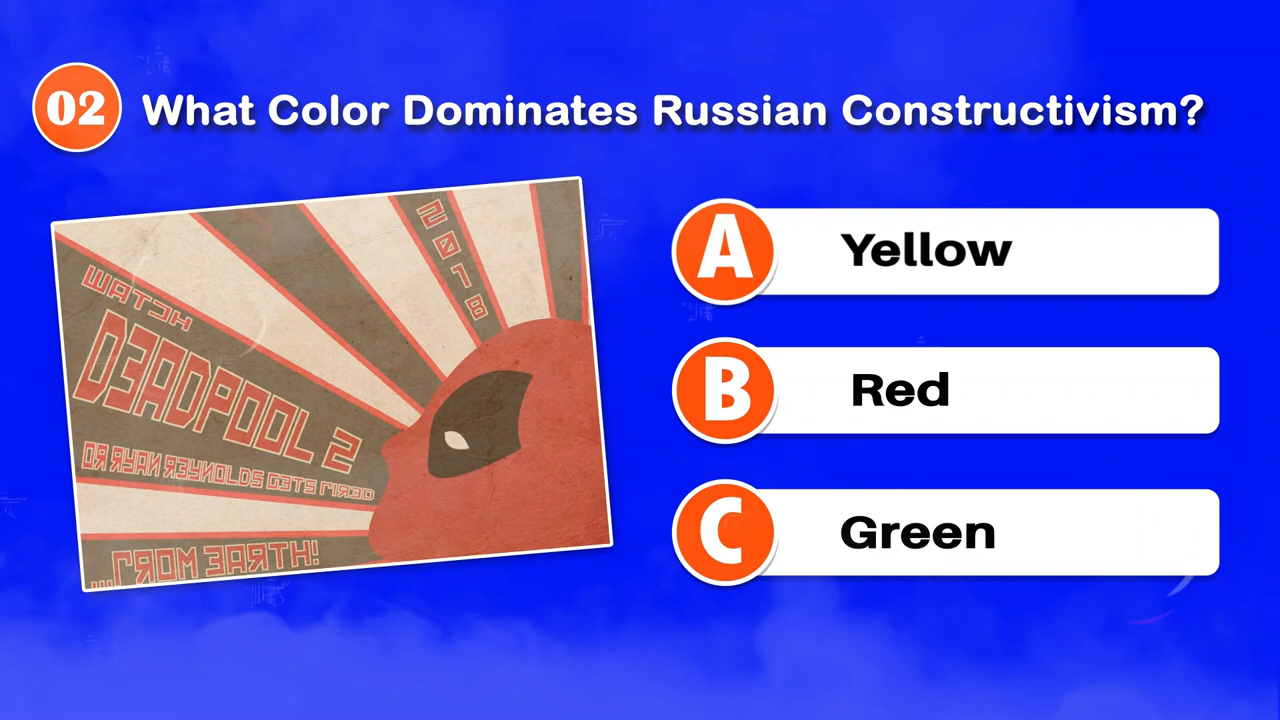 02
What Color Dominates Russian Constructivism?
2018
WATCH
DEADPOOL 2
OR RYAN REYNOLDS GETS FIRED
...FROM EARTH!
A
Yellow
B
Red
C
Green